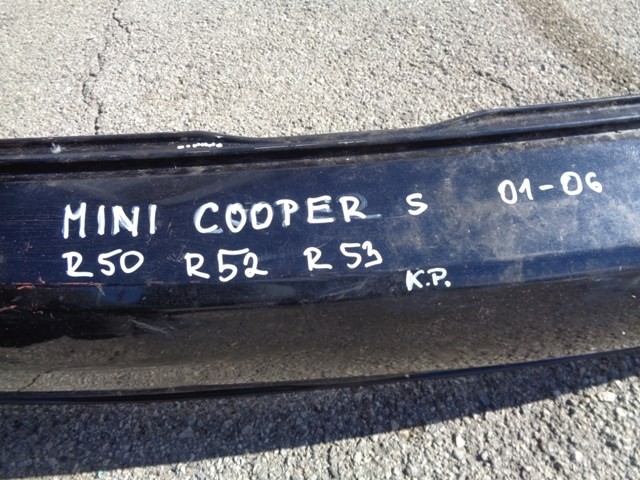 MINI COOPER S 01-06
R50 R52 R53
K.P.